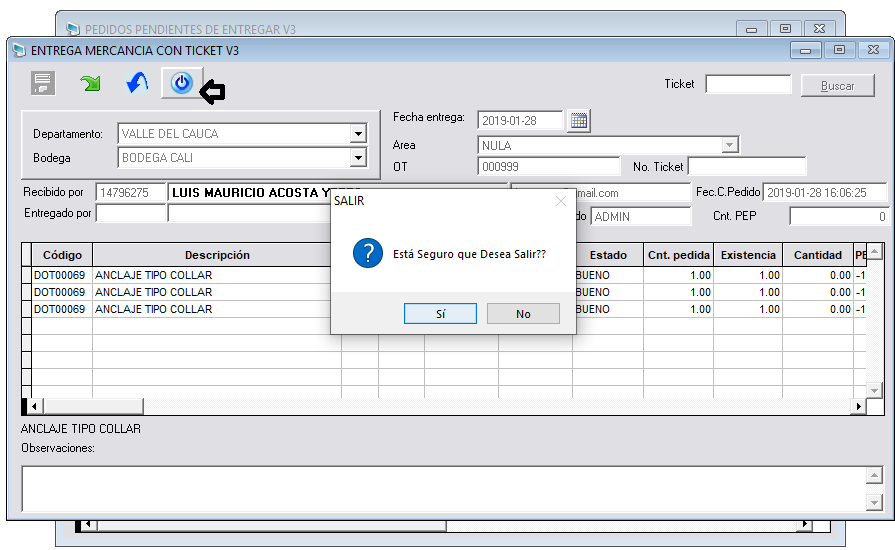 PEDIDOS PENDIENTES DE ENTREGAR V3
ENTREGA MERCANCIA CON TICKET V3
Ticket
Buscar
Departamento: VALLE DEL CAUCA
Bodega BODEGA CALI
Fecha entrega: 2019-01-28
Area NULA
OT 000999 No. Ticket
Recibido por 14796275 LUIS MAURICIO ACOSTA mail.com Fec.C.Pedido 2019-01-28 16:06:25
Entregado por do ADMIN Cnt. PEP 0
SALIR
? Está Seguro que Desea Salir??
Sí No
Código Descripción Estado Cnt. pedida Existencia Cantidad PE
DOT00069 ANCLAJE TIPO COLLAR BUENO 1.00 1.00 0.00 -1
DOT00069 ANCLAJE TIPO COLLAR BUENO 1.00 1.00 0.00 -1
DOT00069 ANCLAJE TIPO COLLAR BUENO 1.00 1.00 0.00 -1
ANCLAJE TIPO COLLAR
Observaciones: